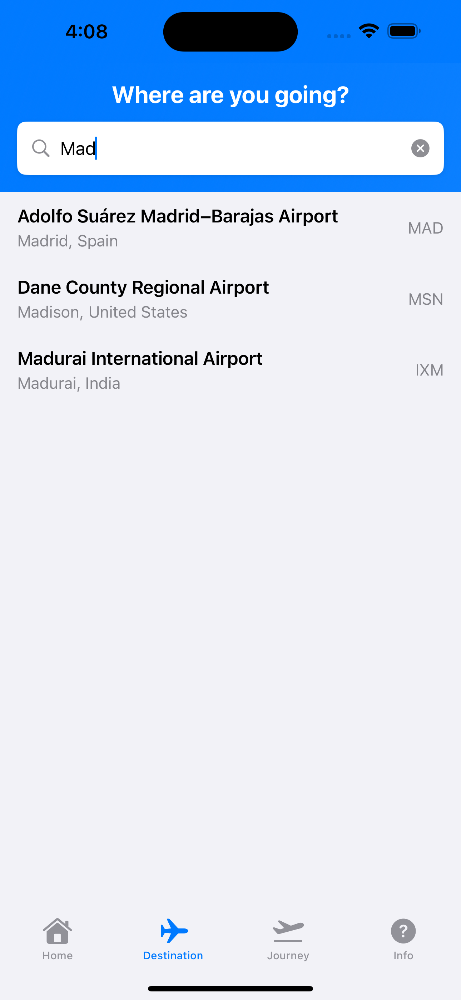 4:08
Where are you going?
Mad
Adolfo Suárez Madrid–Barajas Airport
Madrid, Spain
MAD
Dane County Regional Airport
Madison, United States
MSN
Madurai International Airport
Madurai, India
IXM
Home
Destination
Journey
Info